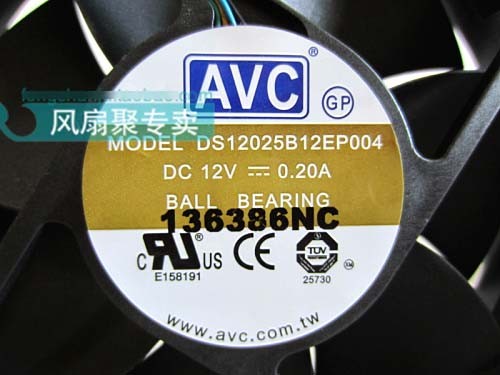 AVC
®
GP
风扇聚专卖
MODEL DS12025B12EP004
DC 12V 0.20A
BALL BEARING
136386NC
C RU US
E158191
CE
TÜV
25730
www.avc.com.tw